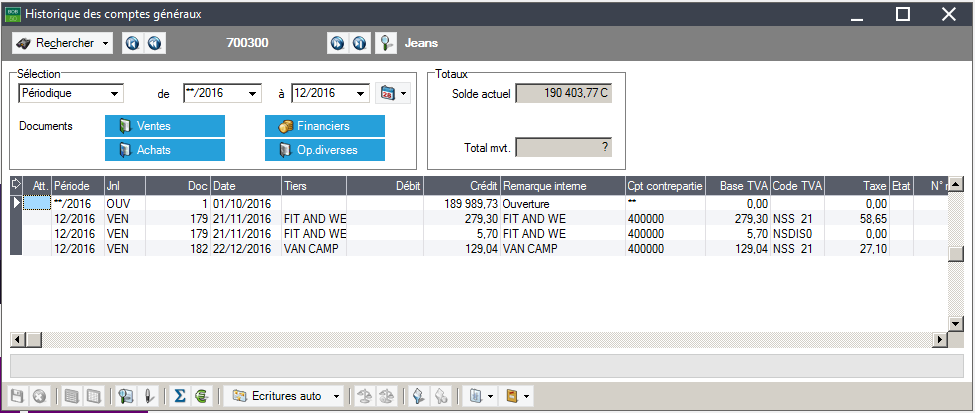 BOB 50 Historique des comptes généraux
Rechercher 700300 Jeans
Sélection
Périodique de **/2016 à 12/2016
Documents Ventes Financiers
Achats Op.diverses
Totaux
Solde actuel 190 403,77 C
Total mvt. ?
Att. Période Jnl Doc Date Tiers Débit Crédit Remarque interne Cpt contrepartie Base TVA Code TVA Taxe Etat
**/2016 OUV 1 01/10/2016 189 989,73 Ouverture ** 0,00 0,00
12/2016 VEN 179 21/11/2016 FIT AND WE 279,30 FIT AND WE 400000 279,30 NSS 21 58,65
12/2016 VEN 179 21/11/2016 FIT AND WE 5,70 FIT AND WE 400000 5,70 NSDIS0 0,00
12/2016 VEN 182 22/12/2016 VAN CAMP 129,04 VAN CAMP 400000 129,04 NSS 21 27,10
Ecritures auto